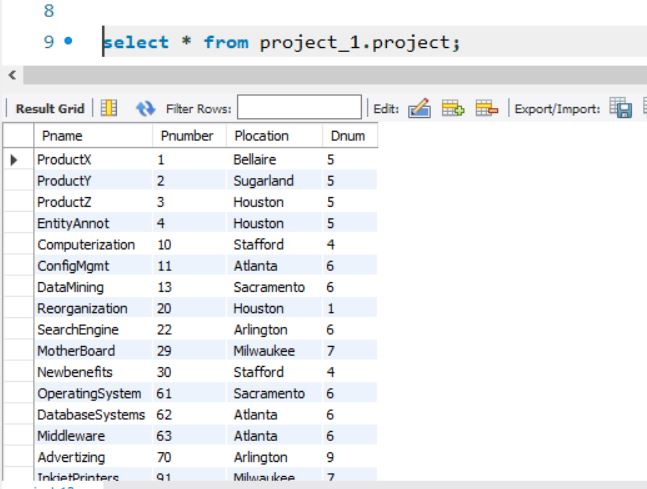 8
9 select * from project_1.project;
Result Grid Filter Rows: Edit: Export/Import:
Pname Pnumber Plocation Dnum
ProductX 1 Bellaire 5
ProductY 2 Sugarland 5
ProductZ 3 Houston 5
EntityAnnot 4 Houston 5
Computerization 10 Stafford 4
ConfigMgmt 11 Atlanta 6
DataMining 13 Sacramento 6
Reorganization 20 Houston 1
SearchEngine 22 Arlington 6
MotherBoard 29 Milwaukee 7
Newbenefits 30 Stafford 4
OperatingSystem 61 Sacramento 6
DatabaseSystems 62 Atlanta 6
Middleware 63 Atlanta 6
Advertizing 70 Arlington 9
InkjetPrinters 91 Milwaukee 7